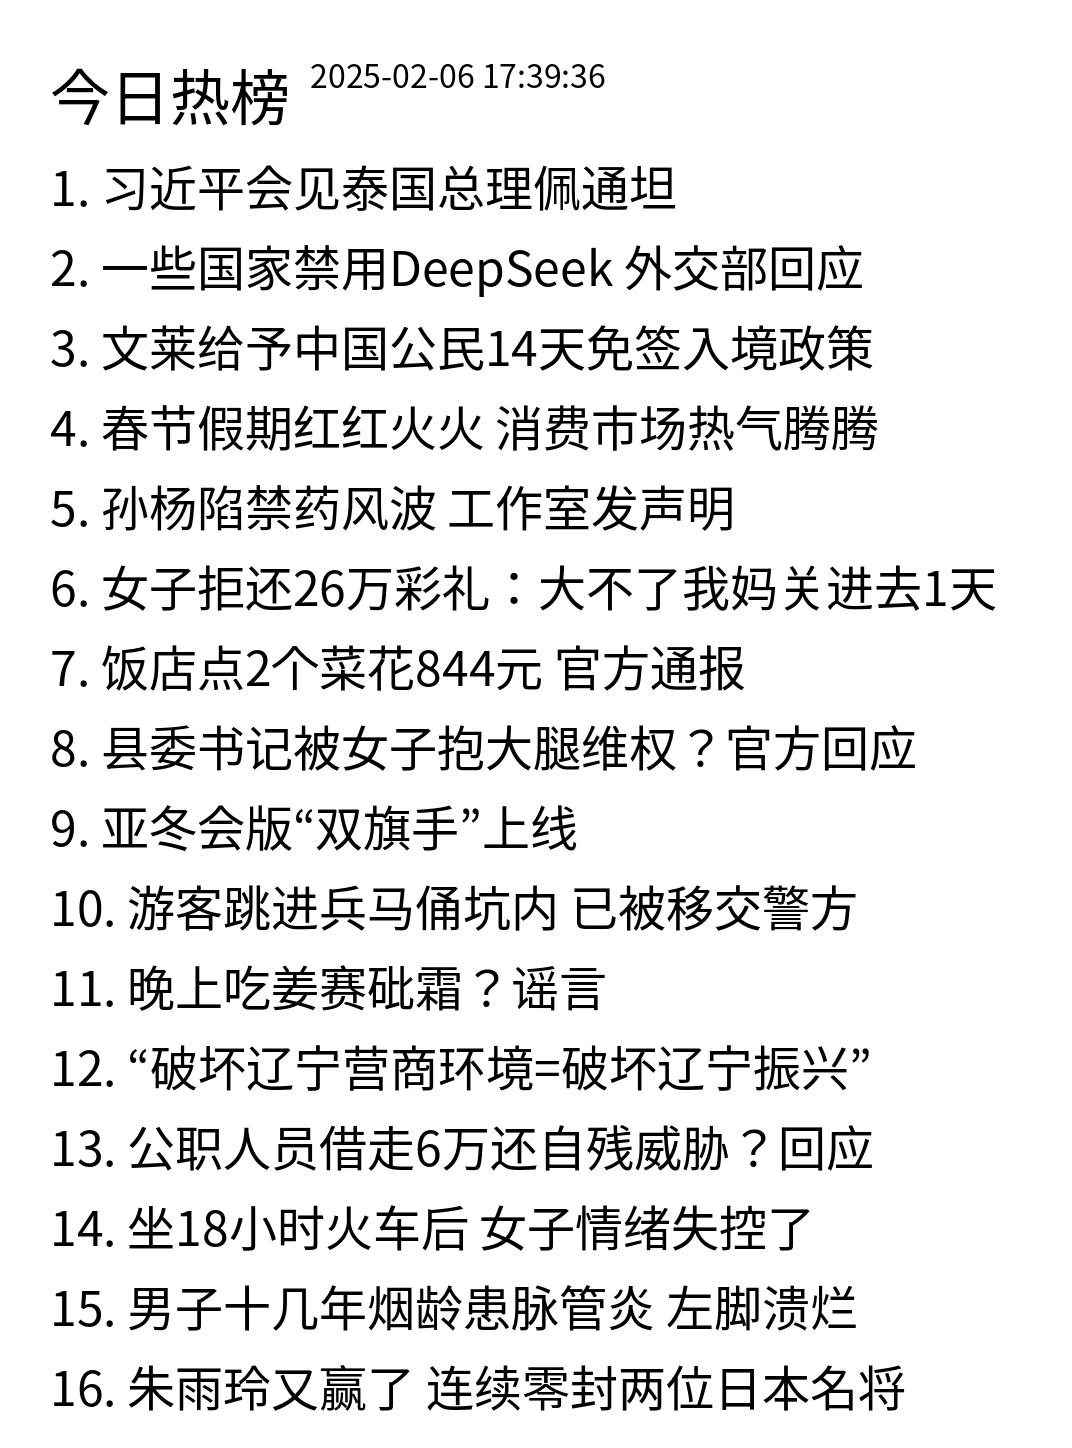 今日热榜 2025-02-06 17:39:36
1. 习近平会见泰国总理佩通坦
2. 一些国家禁用DeepSeek 外交部回应
3. 文莱给予中国公民14天免签入境政策
4. 春节假期红红火火 消费市场热气腾腾
5. 孙杨陷禁药风波 工作室发声明
6. 女子拒还26万彩礼：大不了我妈关进去1天
7. 饭店点2个菜花844元 官方通报
8. 县委书记被女子抱大腿维权？官方回应
9. 亚冬会版“双旗手”上线
10. 游客跳进兵马俑坑内 已被移交警方
11. 晚上吃姜赛砒霜？谣言
12. “破坏辽宁营商环境=破坏辽宁振兴”
13. 公职人员借走6万还自残威胁？回应
14. 坐18小时火车后 女子情绪失控了
15. 男子十几年烟龄患脉管炎 左脚溃烂
16. 朱雨玲又赢了 连续零封两位日本名将